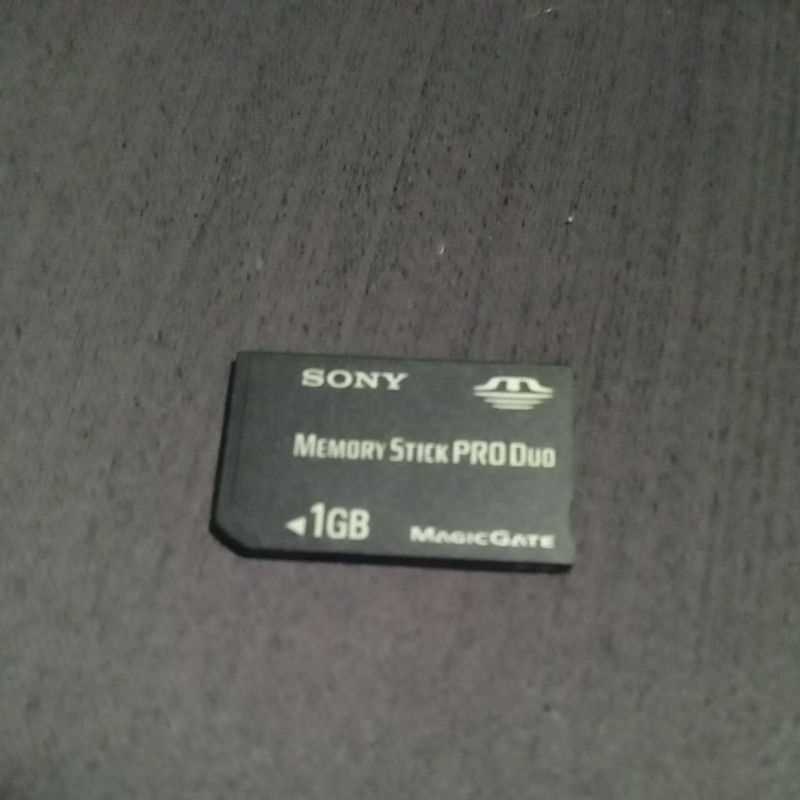 SONY
MEMORY STICK PRO DUO
1GB MAGICGATE